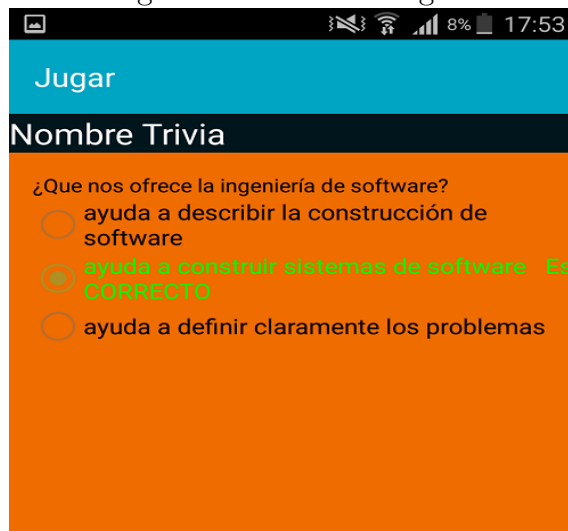 8% 17:53
Jugar
Nombre Trivia
¿Que nos ofrece la ingeniería de software?
ayuda a describir la construcción de
software
ayuda a construir sistemas de software Es
CORRECTO
ayuda a definir claramente los problemas